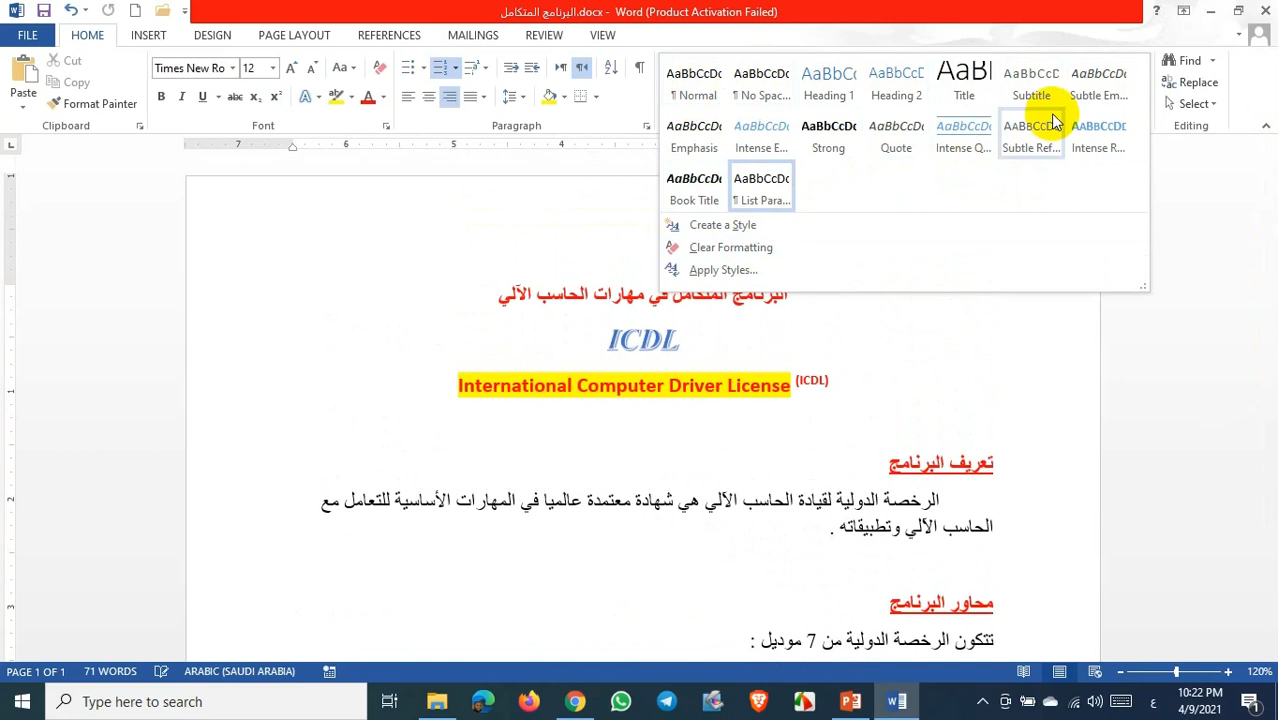 البرنامج المتكامل.docx - Word (Product Activation Failed)
FILE HOME INSERT DESIGN PAGE LAYOUT REFERENCES MAILINGS REVIEW VIEW
Paste
Cut
Copy
Format Painter
Clipboard
Times New Ro 12
Font
Paragraph
AaBbCcDc AaBbCcDc AaBbCc AaBbCcD AaB AaBbCcD AaBbCcDc
¶ Normal ¶ No Spac... Heading 1 Heading 2 Title Subtitle Subtle Em...
AaBbCcDc AaBbCcDc AaBbCcDc AaBbCcDc AaBbCcDc AABBCCD AABBCCDC
Emphasis Intense E... Strong Quote Intense Q... Subtle Ref... Intense R...
AaBbCcDc AaBbCcDc
Book Title ¶ List Para...
Create a Style
Clear Formatting
Apply Styles...
Find
Replace
Select
Editing
البرنامج المتكامل في مهارات الحاسب الآلي
ICDL
International Computer Driver License (ICDL)
تعريف البرنامج
الرخصة الدولية لقيادة الحاسب الآلي هي شهادة معتمدة عالميا في المهارات الأساسية للتعامل مع
الحاسب الآلي وتطبيقاته .
محاور البرنامج
تتكون الرخصة الدولية من 7 موديل :
PAGE 1 OF 1 71 WORDS ARABIC (SAUDI ARABIA) 120%
Type here to search
ع
10:22 PM
4/9/2021